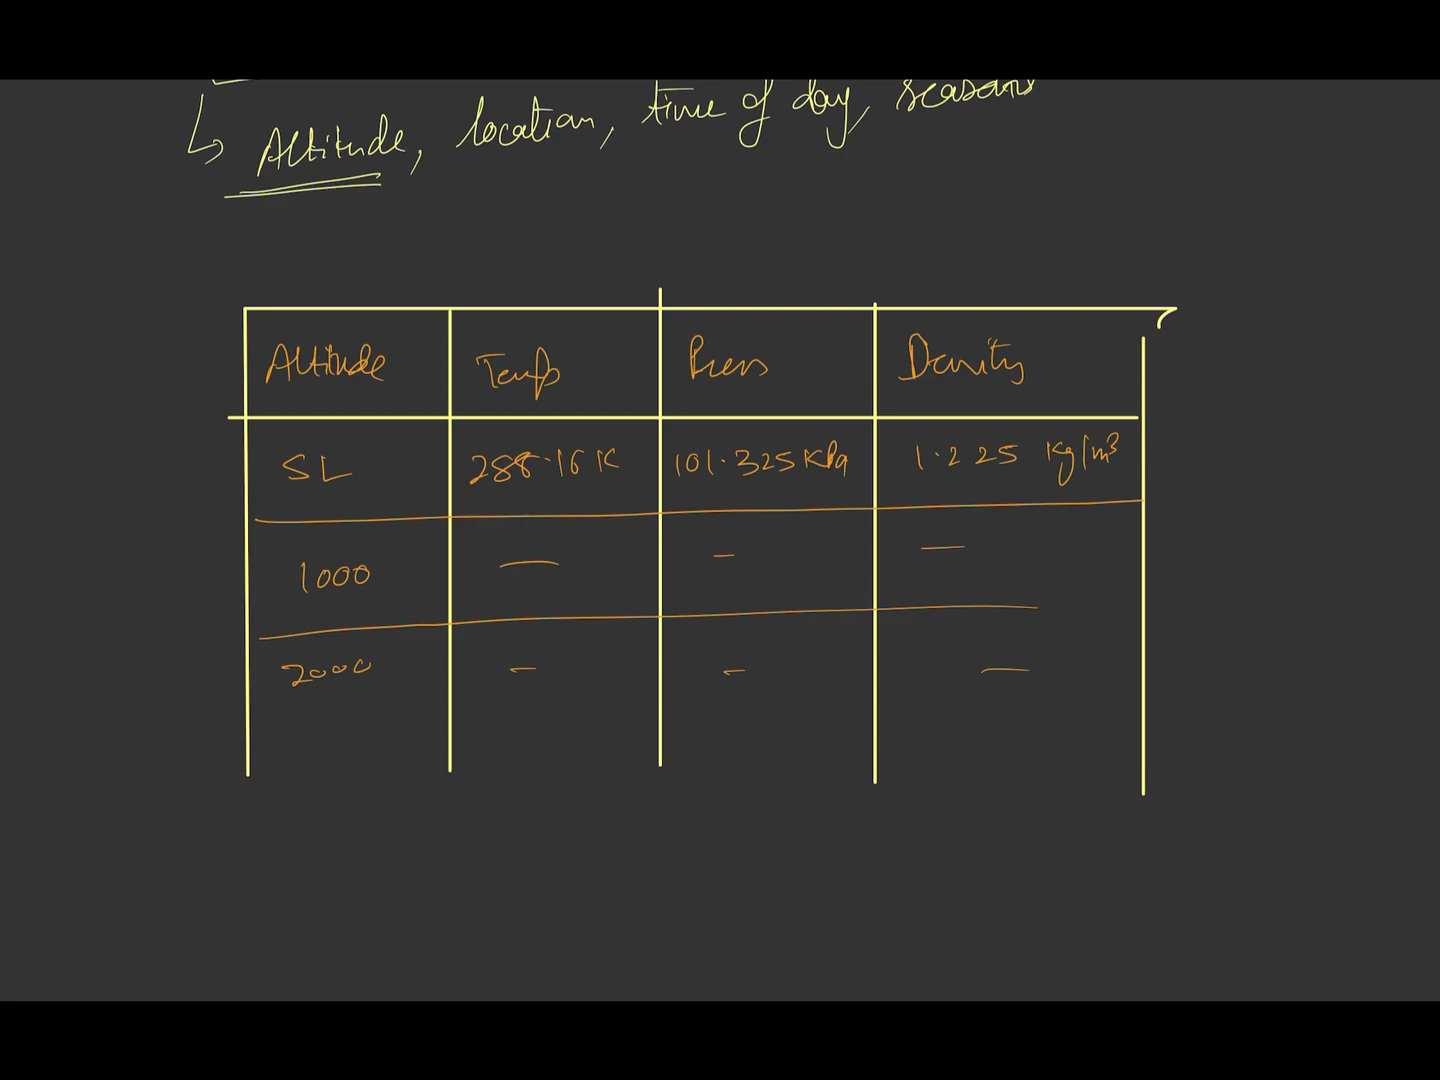 ↳ Altitude, location, time of day, seasons
Altitude Temp Press Density
SL 288.16 K 101.325 KPa 1.225 Kg/m³
1000 — — —
2000 — — —